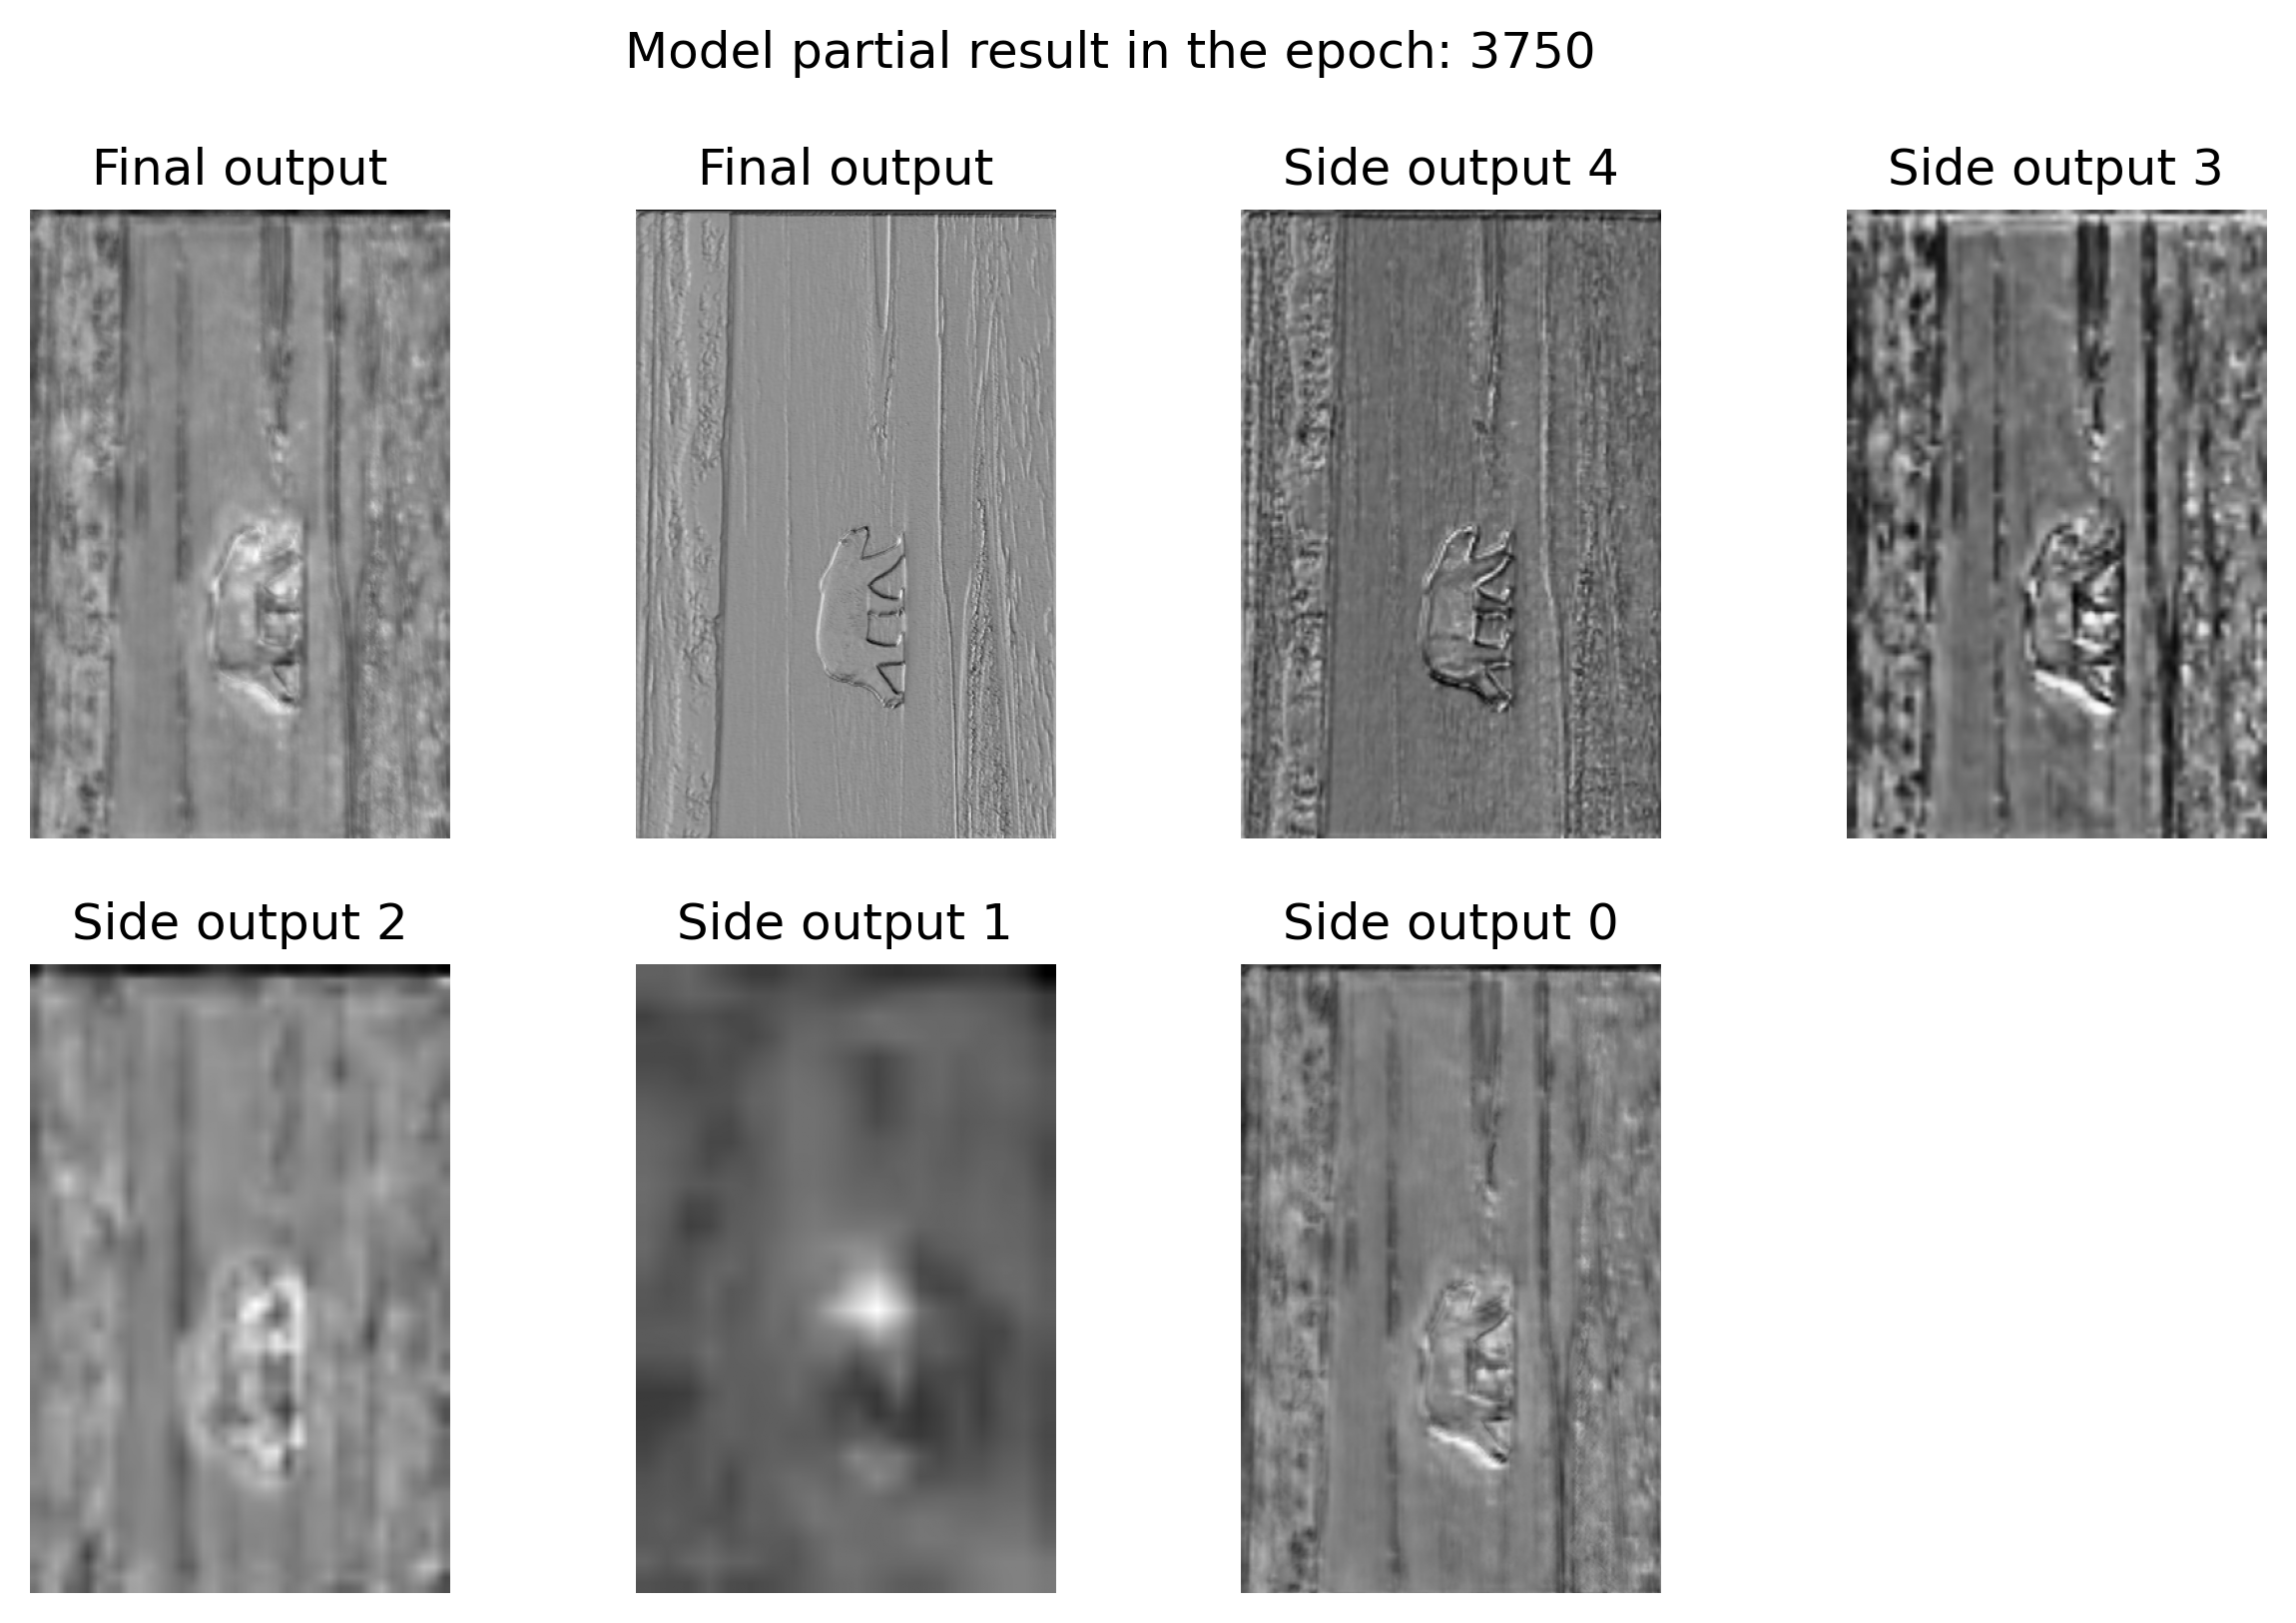 Model partial result in the epoch: 3750
Final output
Final output
Side output 4
Side output 3
Side output 2
Side output 1
Side output 0